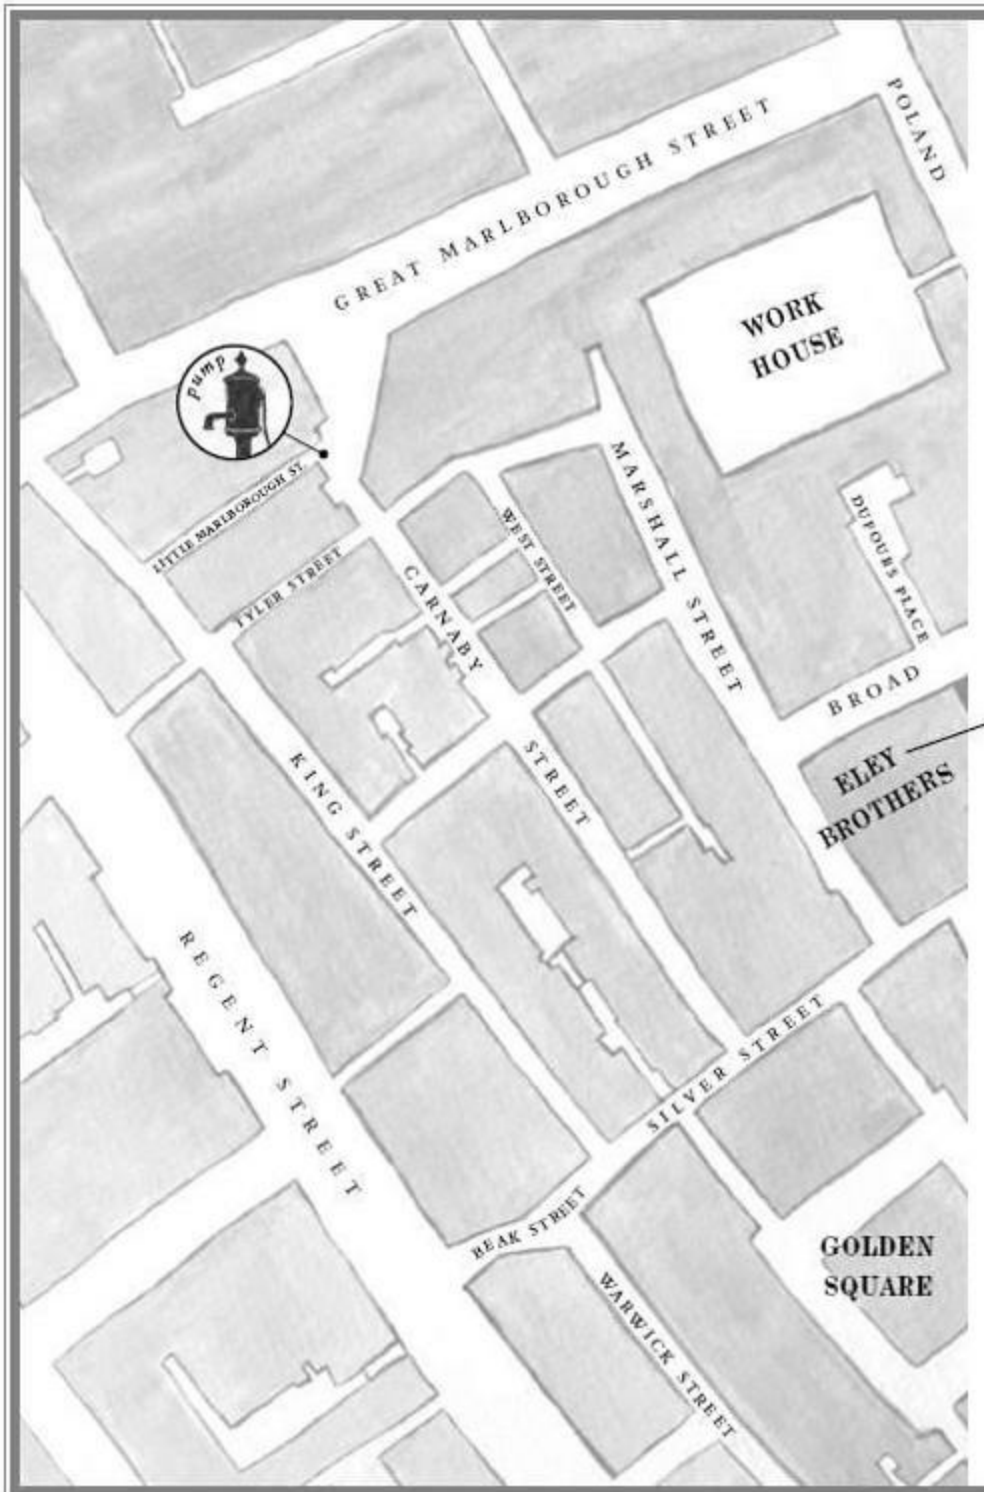 POLAND
GREAT MARLBOROUGH STREET
WORK
HOUSE
pump
LITTLE MARLBOROUGH ST
TYLER STREET
CARNABY
STREET
WEST STREET
MARSHALL STREET
DUFOURS PLACE
BROAD
ELEY
BROTHERS
KING STREET
REGENT STREET
SILVER STREET
BEAK STREET
WARWICK STREET
GOLDEN
SQUARE